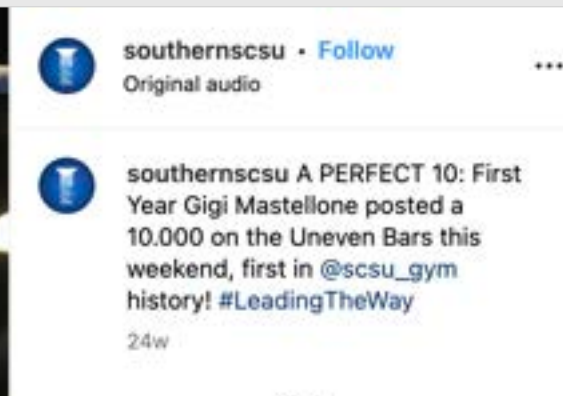 southernscsu • Follow
Original audio
...
southernscsu A PERFECT 10: First
Year Gigi Mastellone posted a
10.000 on the Uneven Bars this
weekend, first in @scsu_gym
history! #LeadingTheWay
24w